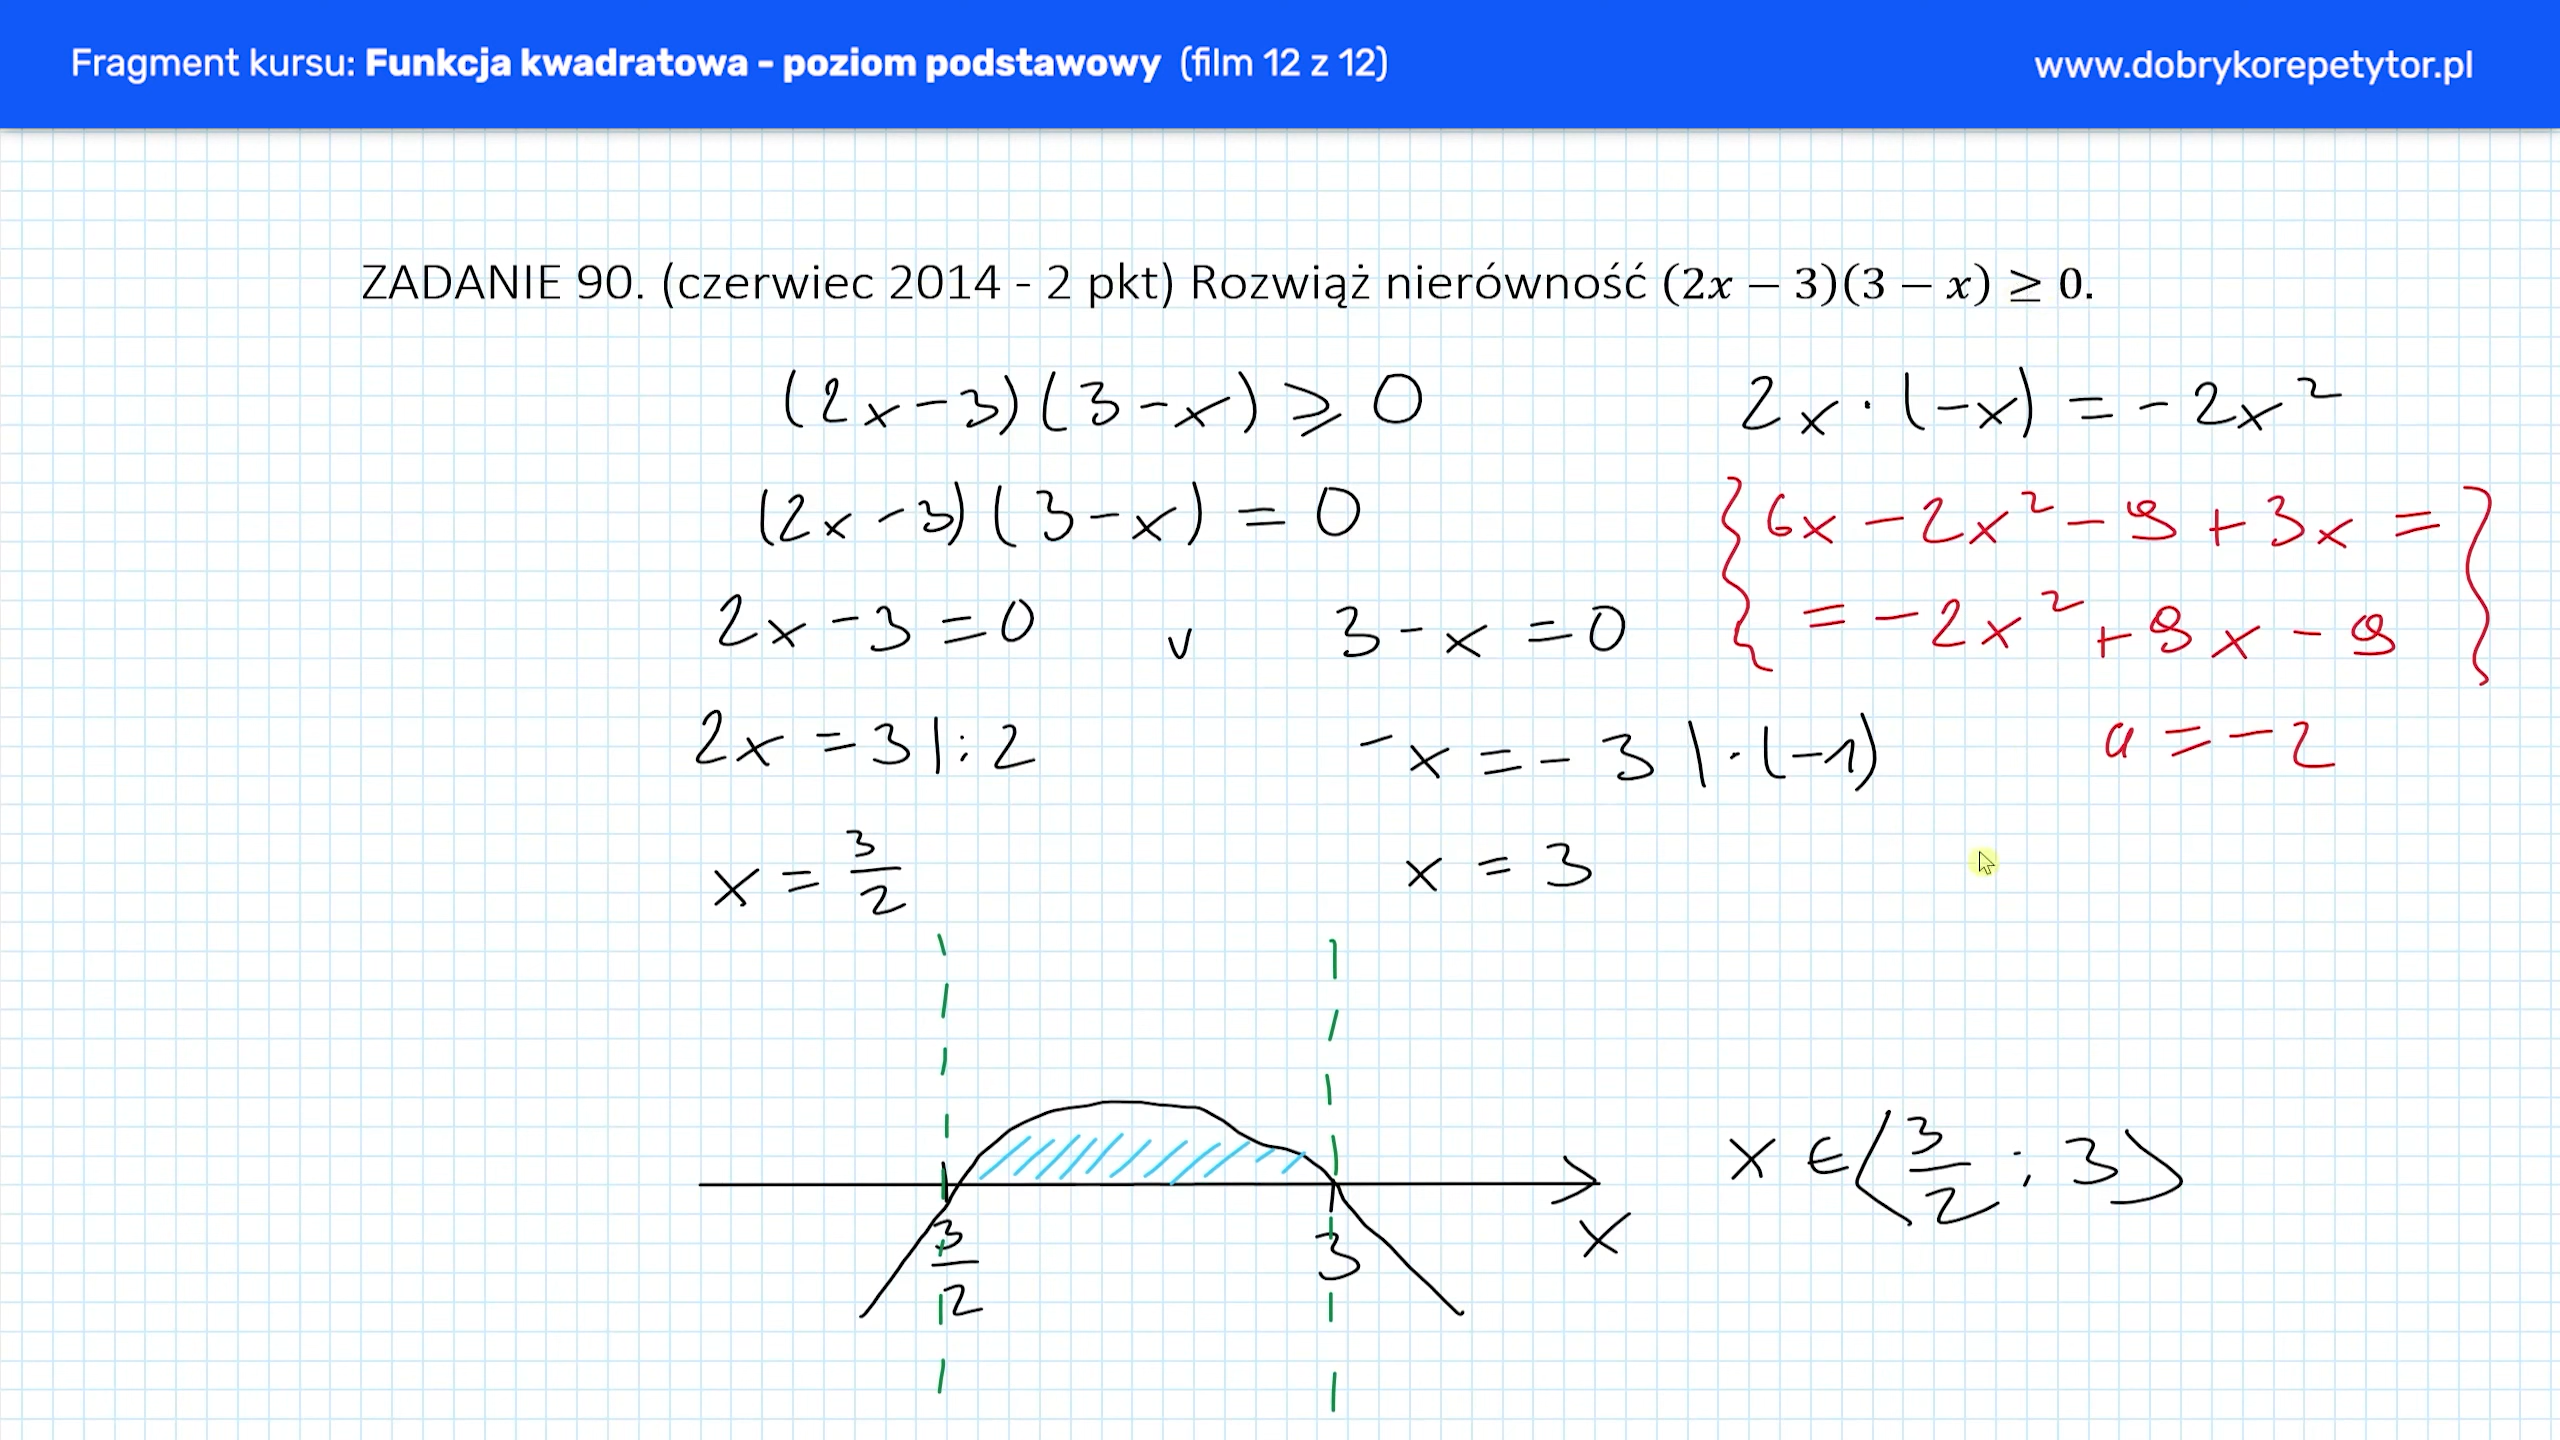 Fragment kursu: Funkcja kwadratowa - poziom podstawowy (film 12 z 12)
www.dobrykorepetytor.pl
ZADANIE 90. (czerwiec 2014 - 2 pkt) Rozwiąż nierówność (2x − 3)(3 − x) ≥ 0.
(2x-3)(3-x) ⩾ 0
2x · (-x) = -2x²
(2x-3)(3-x) = 0
{6x - 2x² - 9 + 3x =
= -2x² + 9x - 9}
2x-3=0 v 3-x=0
a = -2
2x = 3 |:2
-x = -3 |·(-1)
x = 3/2
x = 3
x ∈ ⟨3/2 ; 3⟩
3/2
3
x